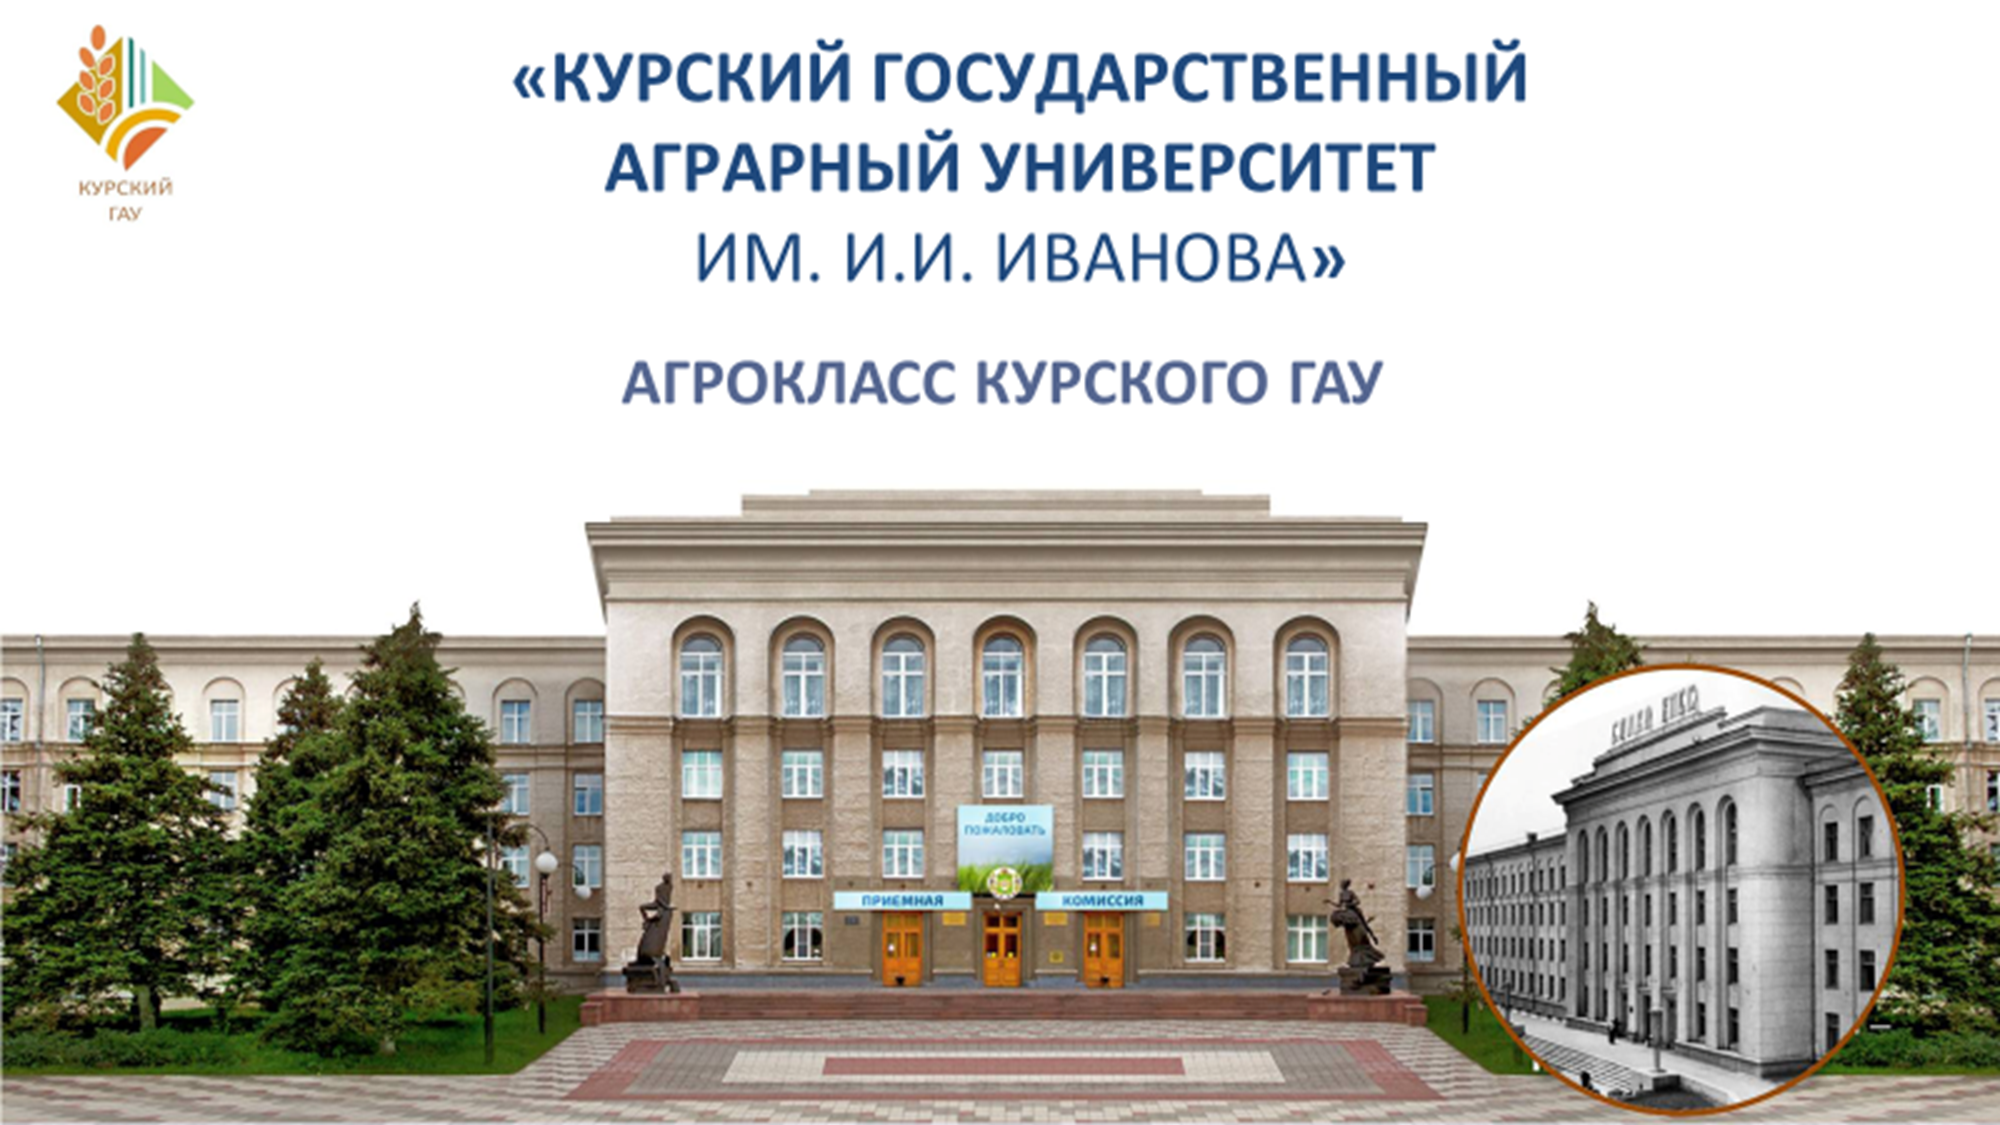 КУРСКИЙ
ГАУ
«КУРСКИЙ ГОСУДАРСТВЕННЫЙ
АГРАРНЫЙ УНИВЕРСИТЕТ
ИМ. И.И. ИВАНОВА»
АГРОКЛАСС КУРСКОГО ГАУ
ДОБРО
ПОЖАЛОВАТЬ
ПРИЕМНАЯ
КОМИССИЯ